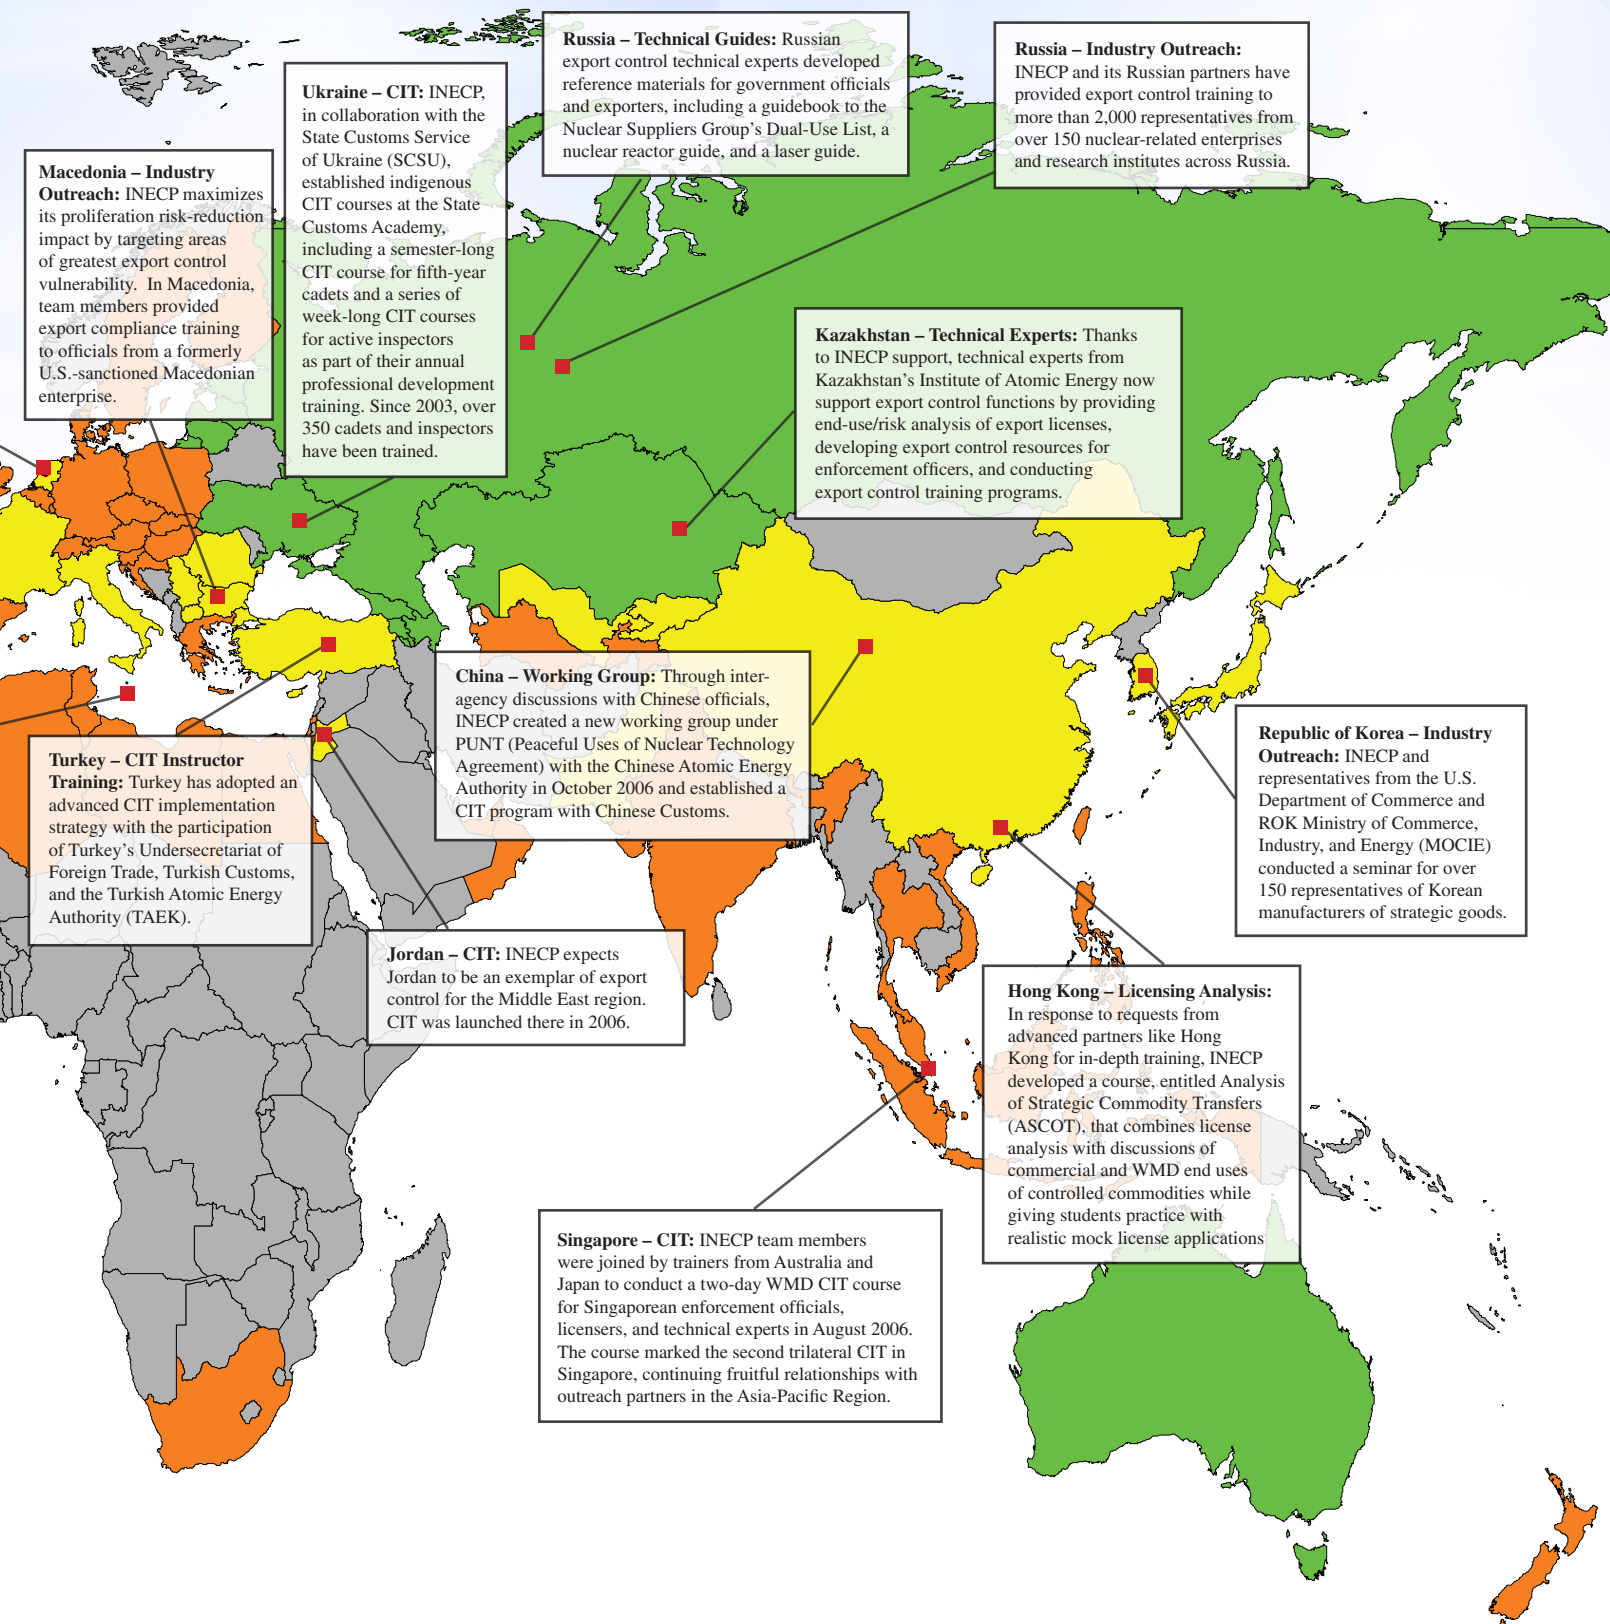 Russia – Technical Guides: Russian
export control technical experts developed
reference materials for government officials
and exporters, including a guidebook to the
Nuclear Suppliers Group's Dual-Use List, a
nuclear reactor guide, and a laser guide.
Russia – Industry Outreach:
INECP and its Russian partners have
provided export control training to
more than 2,000 representatives from
over 150 nuclear-related enterprises
and research institutes across Russia.
Ukraine – CIT: INECP,
in collaboration with the
State Customs Service
of Ukraine (SCSU),
established indigenous
CIT courses at the State
Customs Academy,
including a semester-long
CIT course for fifth-year
cadets and a series of
week-long CIT courses
for active inspectors
as part of their annual
professional development
training. Since 2003, over
350 cadets and inspectors
have been trained.
Macedonia – Industry
Outreach: INECP maximizes
its proliferation risk-reduction
impact by targeting areas
of greatest export control
vulnerability.  In Macedonia,
team members provided
export compliance training
to officials from a formerly
U.S.-sanctioned Macedonian
enterprise.
Kazakhstan – Technical Experts: Thanks
to INECP support, technical experts from
Kazakhstan's Institute of Atomic Energy now
support export control functions by providing
end-use/risk analysis of export licenses,
developing export control resources for
enforcement officers, and conducting
export control training programs.
China – Working Group: Through inter-
agency discussions with Chinese officials,
INECP created a new working group under
PUNT (Peaceful Uses of Nuclear Technology
Agreement) with the Chinese Atomic Energy
Authority in October 2006 and established a
CIT program with Chinese Customs.
Republic of Korea – Industry
Outreach: INECP and
representatives from the U.S.
Department of Commerce and
ROK Ministry of Commerce,
Industry, and Energy (MOCIE)
conducted a seminar for over
150 representatives of Korean
manufacturers of strategic goods.
Turkey – CIT Instructor
Training: Turkey has adopted an
advanced CIT implementation
strategy with the participation
of Turkey's Undersecretariat of
Foreign Trade, Turkish Customs,
and the Turkish Atomic Energy
Authority (TAEK).
Jordan – CIT: INECP expects
Jordan to be an exemplar of export
control for the Middle East region.
CIT was launched there in 2006.
Hong Kong – Licensing Analysis:
In response to requests from
advanced partners like Hong
Kong for in-depth training, INECP
developed a course, entitled Analysis
of Strategic Commodity Transfers
(ASCOT), that combines license
analysis with discussions of
commercial and WMD end uses
of controlled commodities while
giving students practice with
realistic mock license applications
Singapore – CIT: INECP team members
were joined by trainers from Australia and
Japan to conduct a two-day WMD CIT course
for Singaporean enforcement officials,
licensers, and technical experts in August 2006.
The course marked the second trilateral CIT in
Singapore, continuing fruitful relationships with
outreach partners in the Asia-Pacific Region.